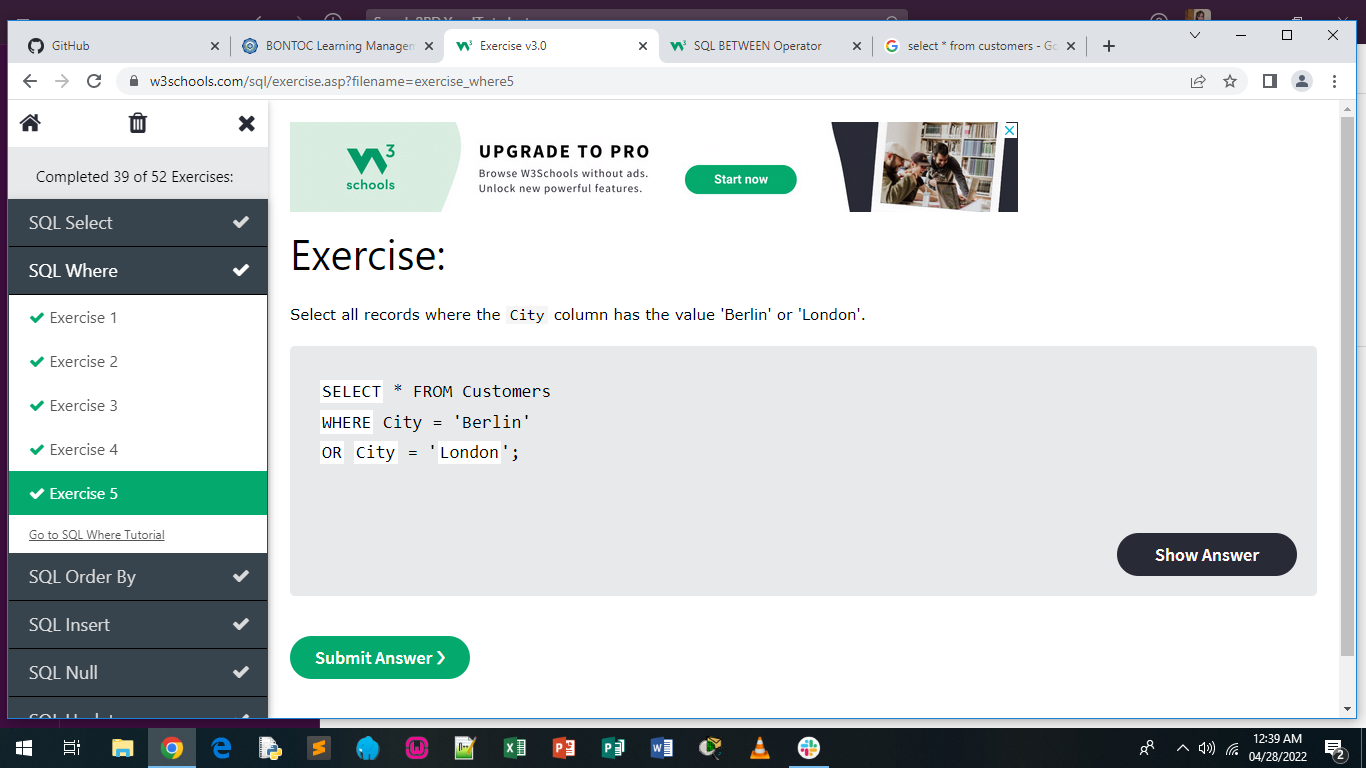 GitHub
BONTOC Learning Managem
Exercise v3.0
SQL BETWEEN Operator
select * from customers - Go
w3schools.com/sql/exercise.asp?filename=exercise_where5
Completed 39 of 52 Exercises:
SQL Select
SQL Where
Exercise 1
Exercise 2
Exercise 3
Exercise 4
Exercise 5
Go to SQL Where Tutorial
SQL Order By
SQL Insert
SQL Null
W3
schools
UPGRADE TO PRO
Browse W3Schools without ads.
Unlock new powerful features.
Start now
Exercise:
Select all records where the City column has the value 'Berlin' or 'London'.
SELECT * FROM Customers
WHERE City = 'Berlin'
OR City = 'London';
Show Answer
Submit Answer ❯
12:39 AM
04/28/2022
2